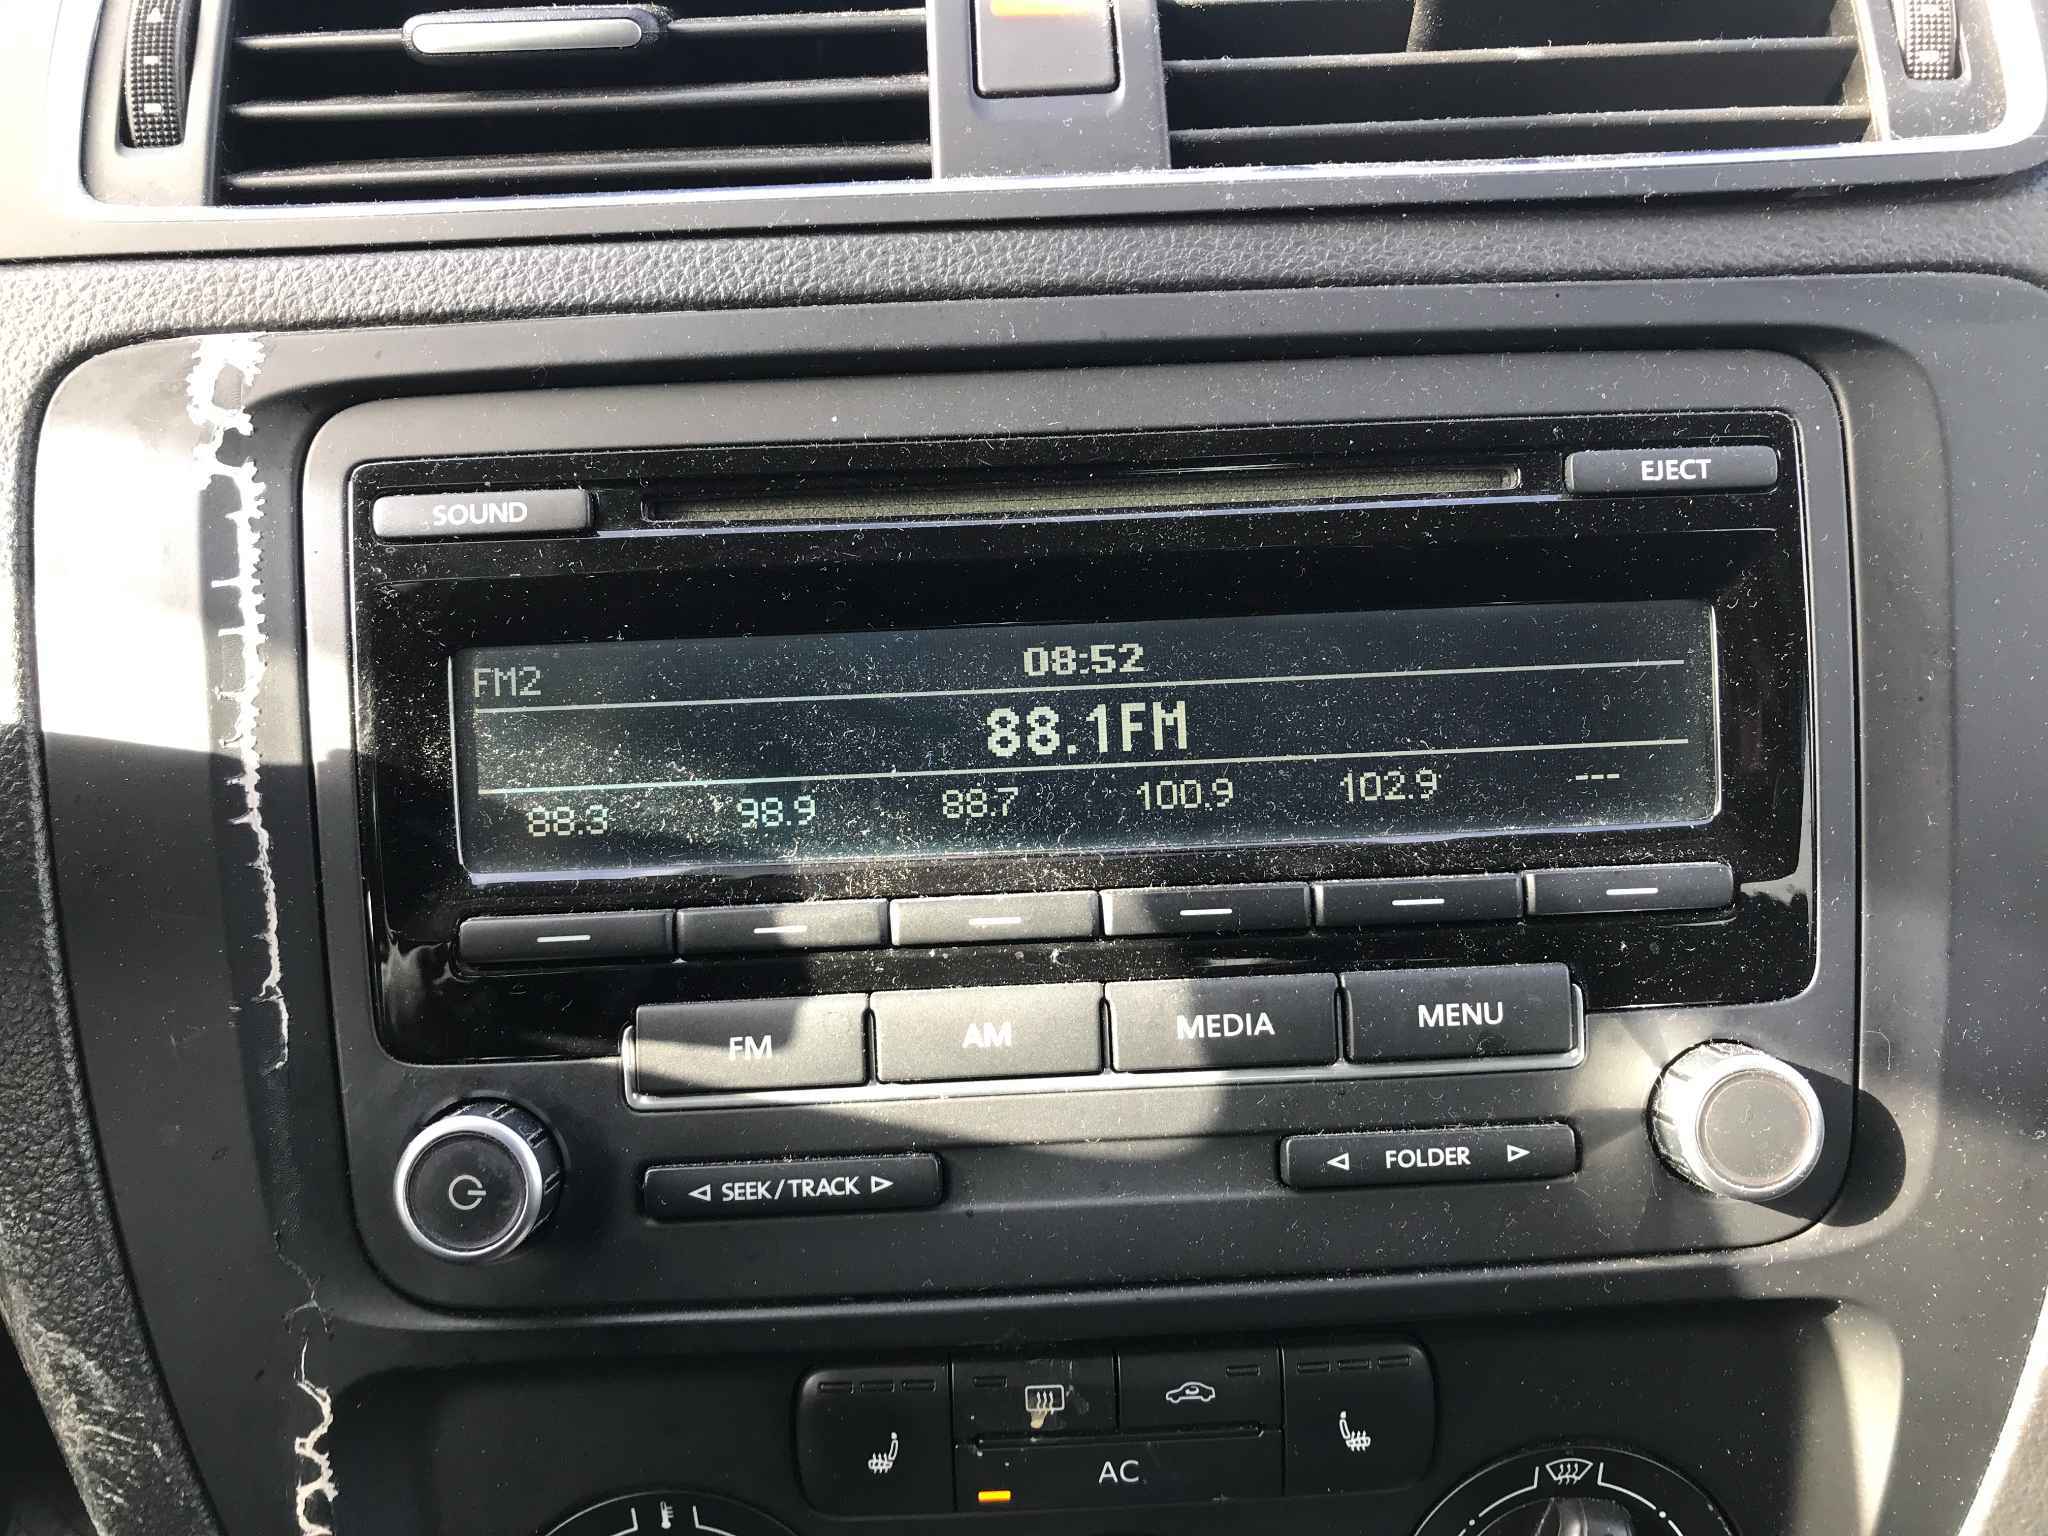 SOUND
EJECT
FM2
08:52
88.1FM
88.3 98.9 88.7 100.9 102.9 ---
FM AM MEDIA MENU
SEEK/TRACK
FOLDER
AC